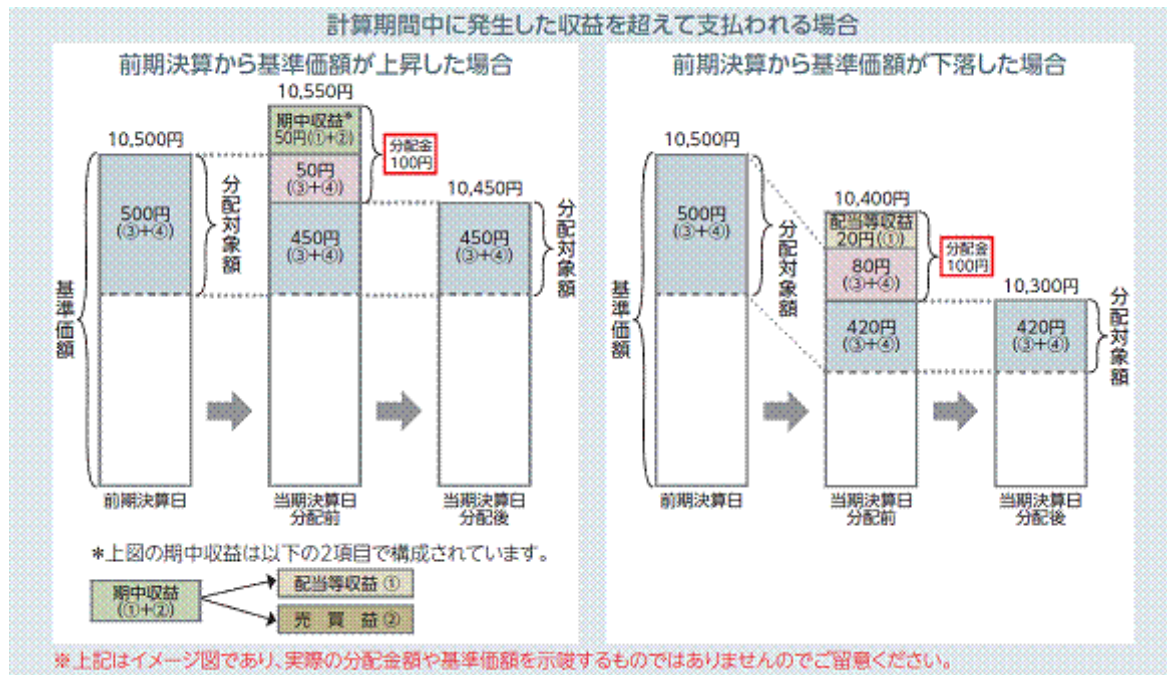 計算期間中に発生した収益を超えて支払われる場合
前期決算から基準価額が上昇した場合
10,550円
10,500円
期中収益*
50円(①+②)
分配金
100円
50円
(③+④)
10,450円
500円
(③+④)
分配対象額
450円
(③+④)
450円
(③+④)
分配対象額
基準価額
前期決算日
当期決算日
分配前
当期決算日
分配後
*上図の期中収益は以下の2項目で構成されています。
期中収益
(①+②)
配当等収益 ①
売 買 益 ②
前期決算から基準価額が下落した場合
10,500円
10,400円
500円
(③+④)
分配対象額
配当等収益
20円(①)
分配金
100円
80円
(③+④)
10,300円
420円
(③+④)
420円
(③+④)
分配対象額
基準価額
前期決算日
当期決算日
分配前
当期決算日
分配後
※上記はイメージ図であり、実際の分配金額や基準価額を示唆するものではありませんのでご留意ください。